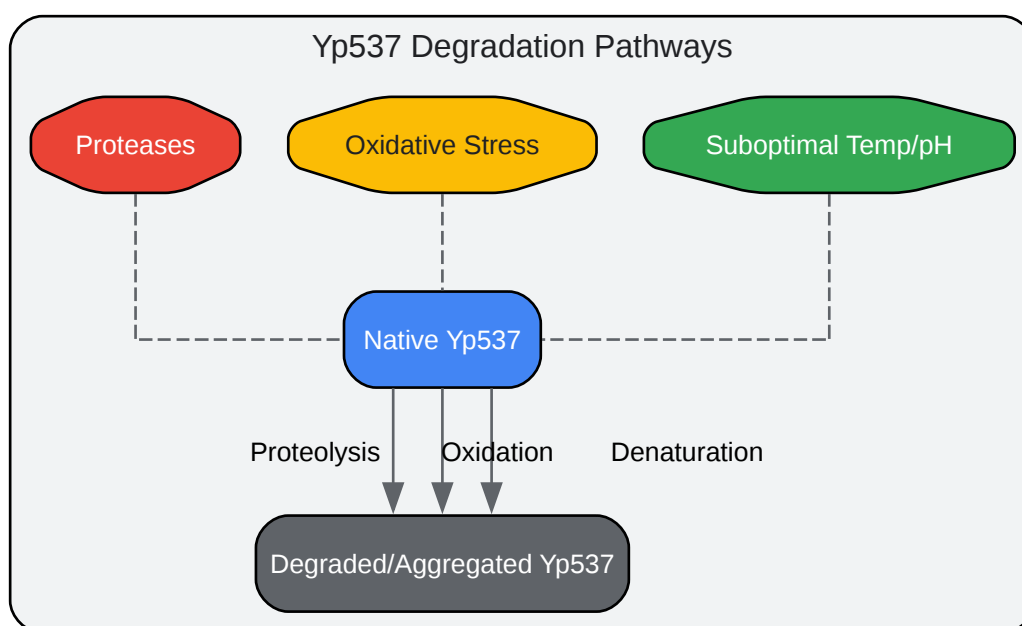 Yp537 Degradation Pathways
Proteases
Oxidative Stress
Suboptimal Temp/pH
Native Yp537
Proteolysis
Oxidation
Denaturation
Degraded/Aggregated Yp537